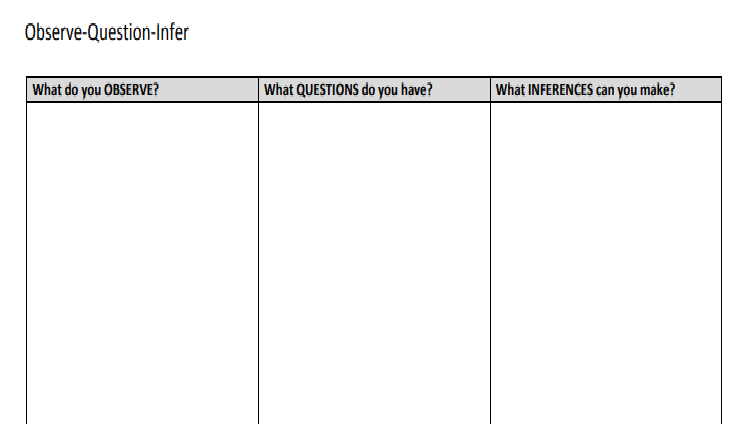 Observe-Question-Infer
What do you OBSERVE?
What QUESTIONS do you have?
What INFERENCES can you make?